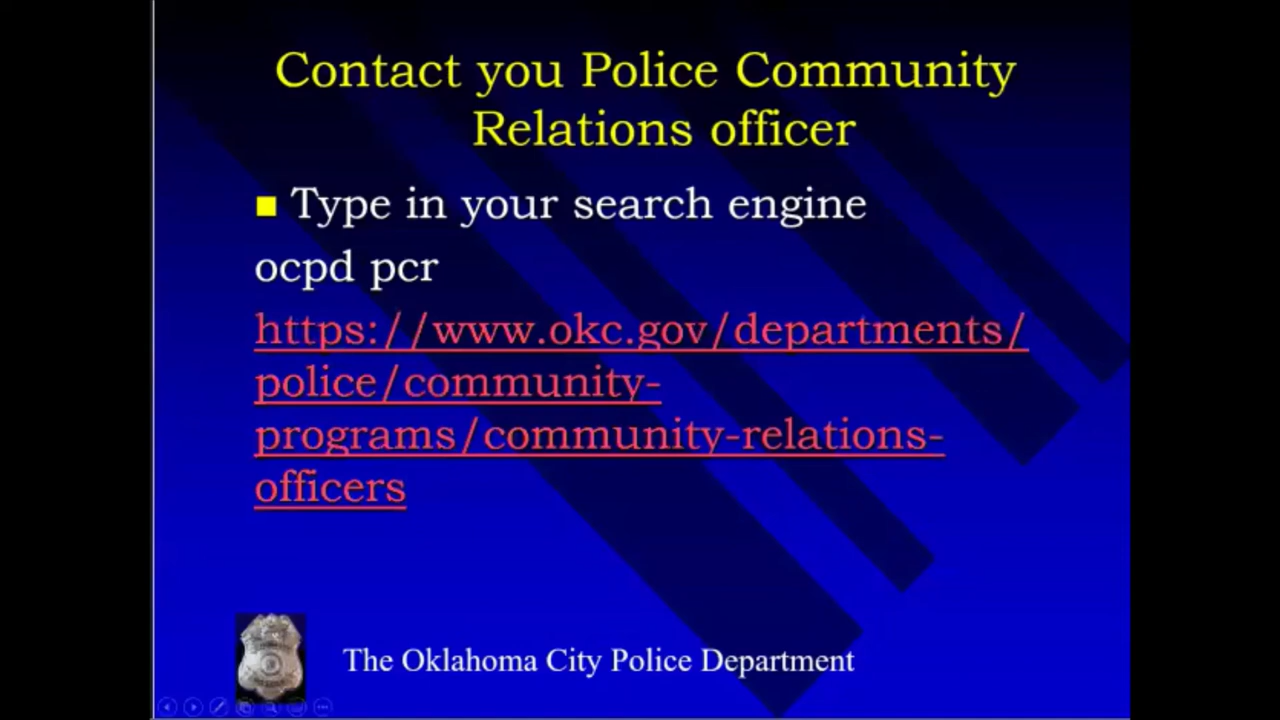 Contact you Police Community
Relations officer
Type in your search engine
ocpd pcr
https://www.okc.gov/departments/
police/community-
programs/community-relations-
officers
The Oklahoma City Police Department